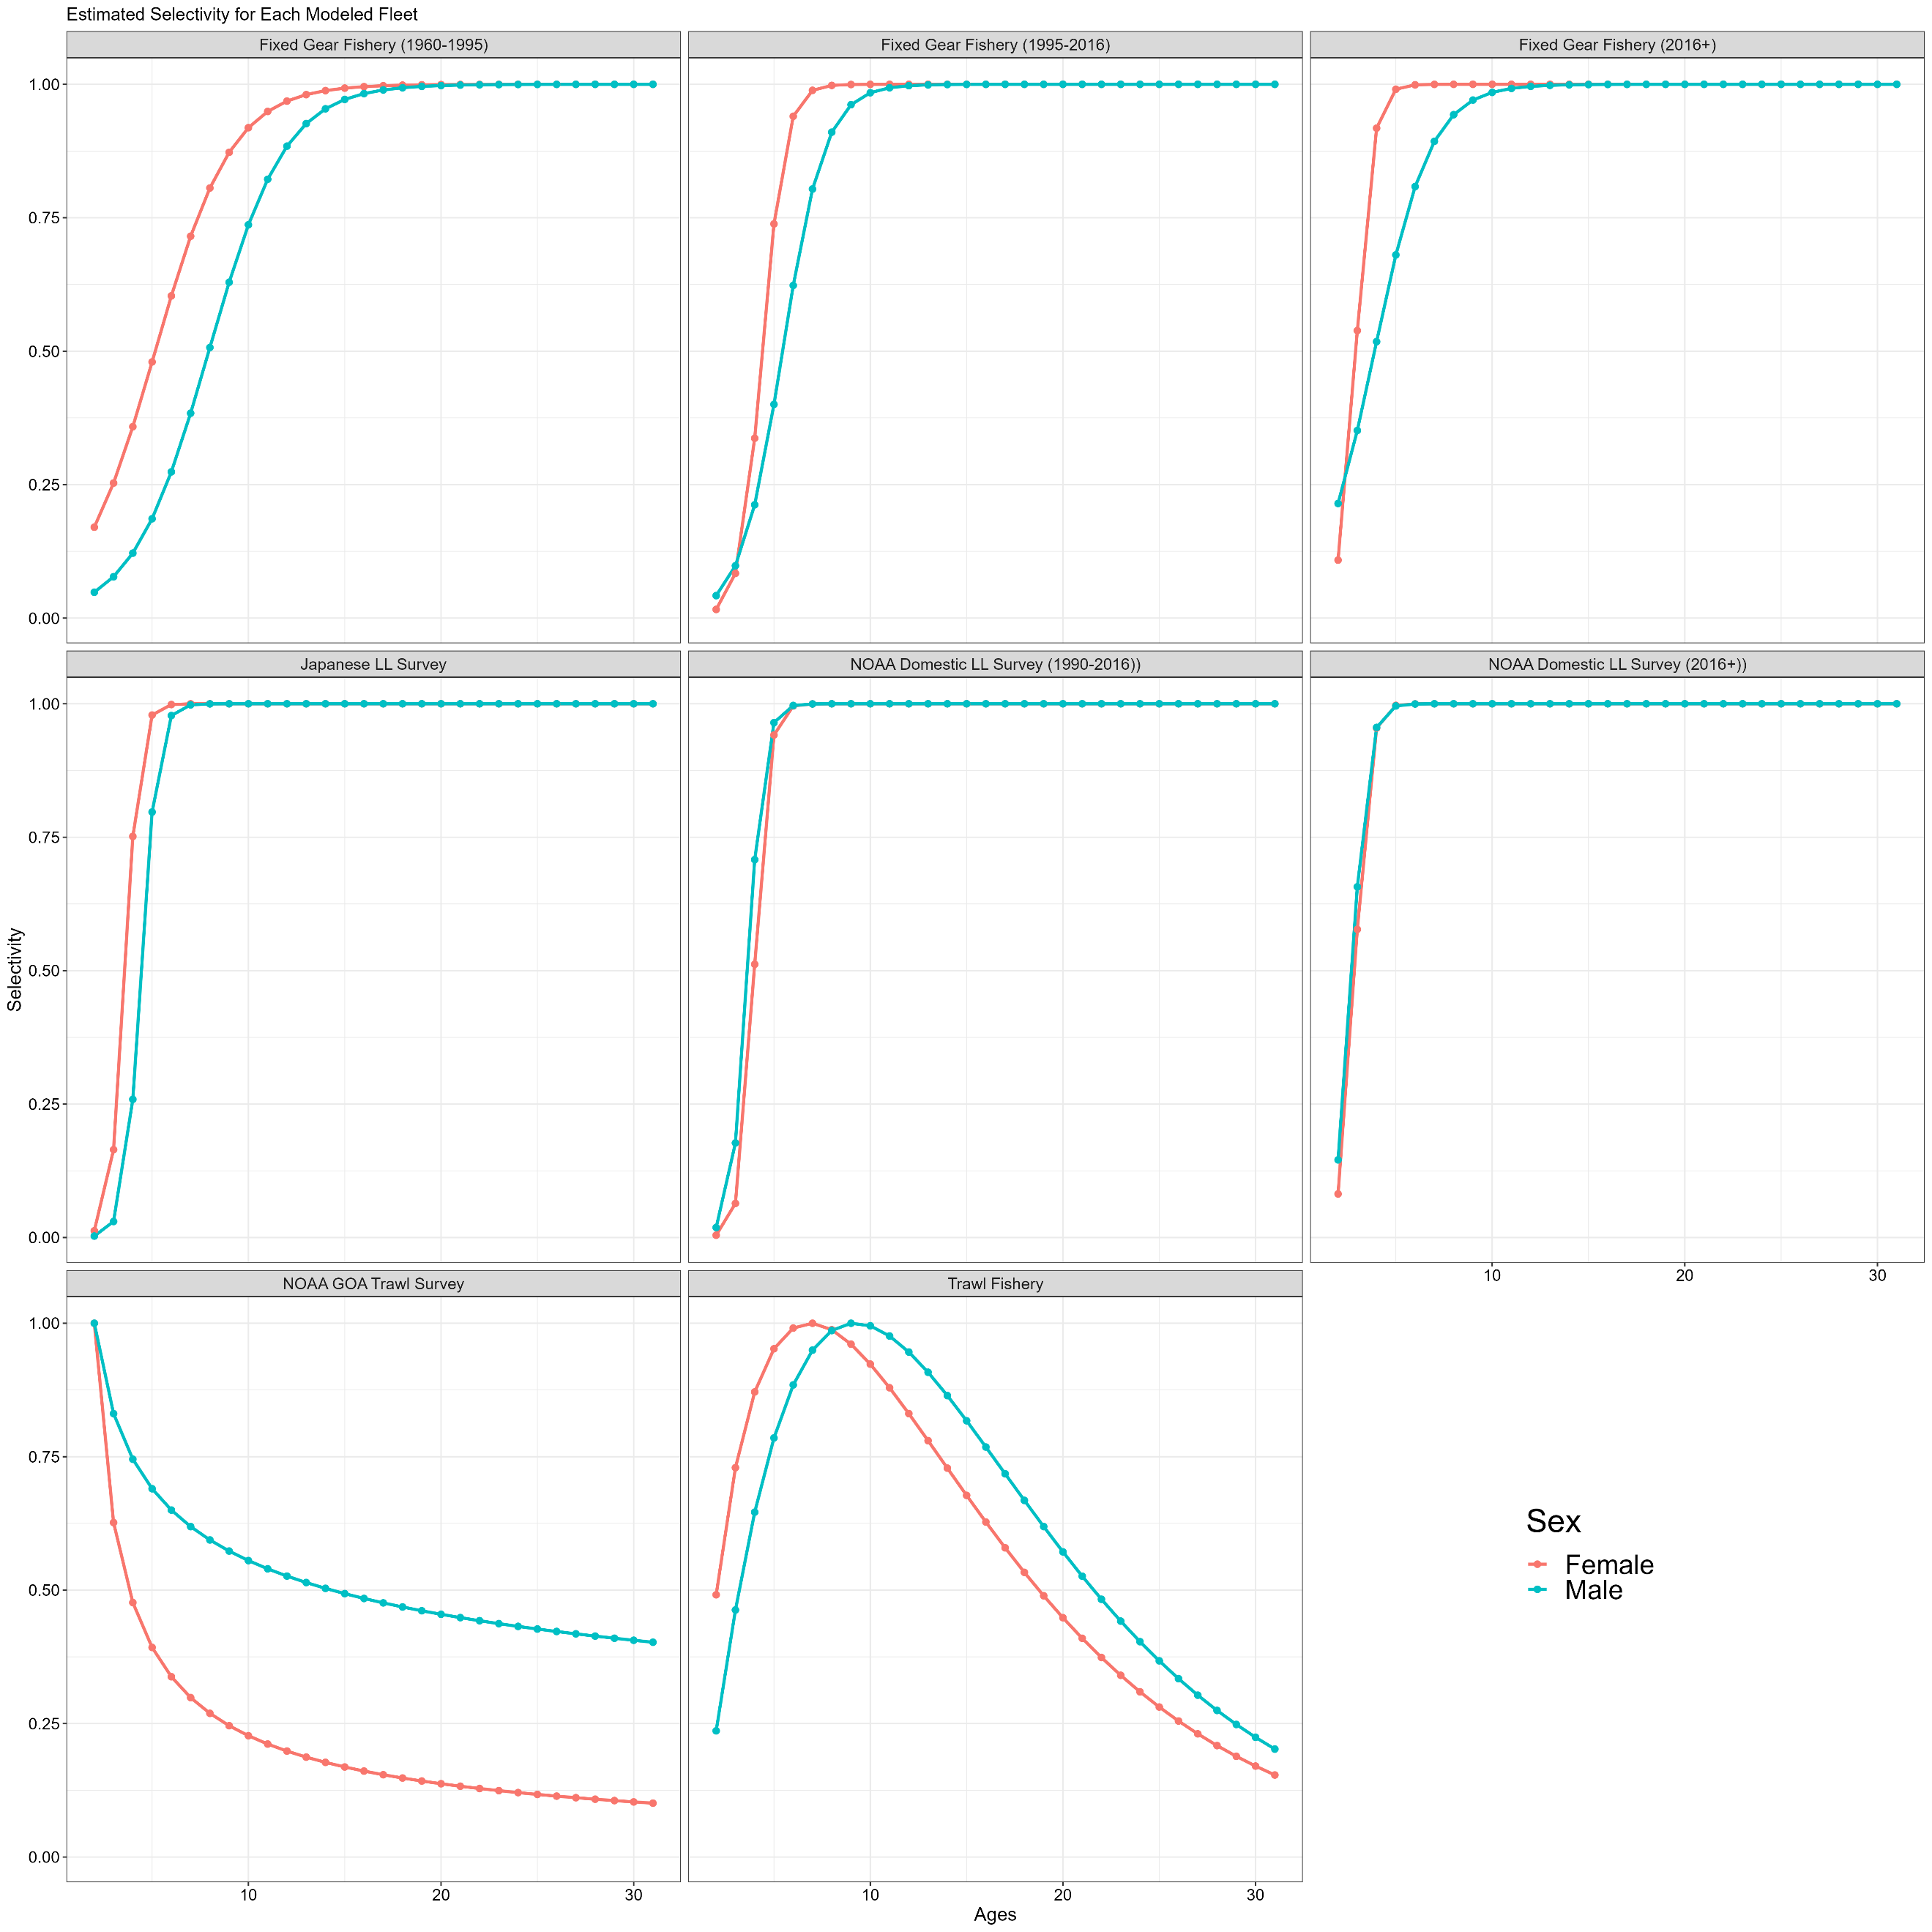 Estimated Selectivity for Each Modeled Fleet
Fixed Gear Fishery (1960-1995)
Fixed Gear Fishery (1995-2016)
Fixed Gear Fishery (2016+)
1.00
0.75
0.50
0.25
0.00
Japanese LL Survey
NOAA Domestic LL Survey (1990-2016))
NOAA Domestic LL Survey (2016+))
1.00
0.75
0.50
0.25
0.00
Selectivity
10 20 30
NOAA GOA Trawl Survey
Trawl Fishery
1.00
0.75
0.50
0.25
0.00
Sex
Female
Male
10 20 30
10 20 30
Ages